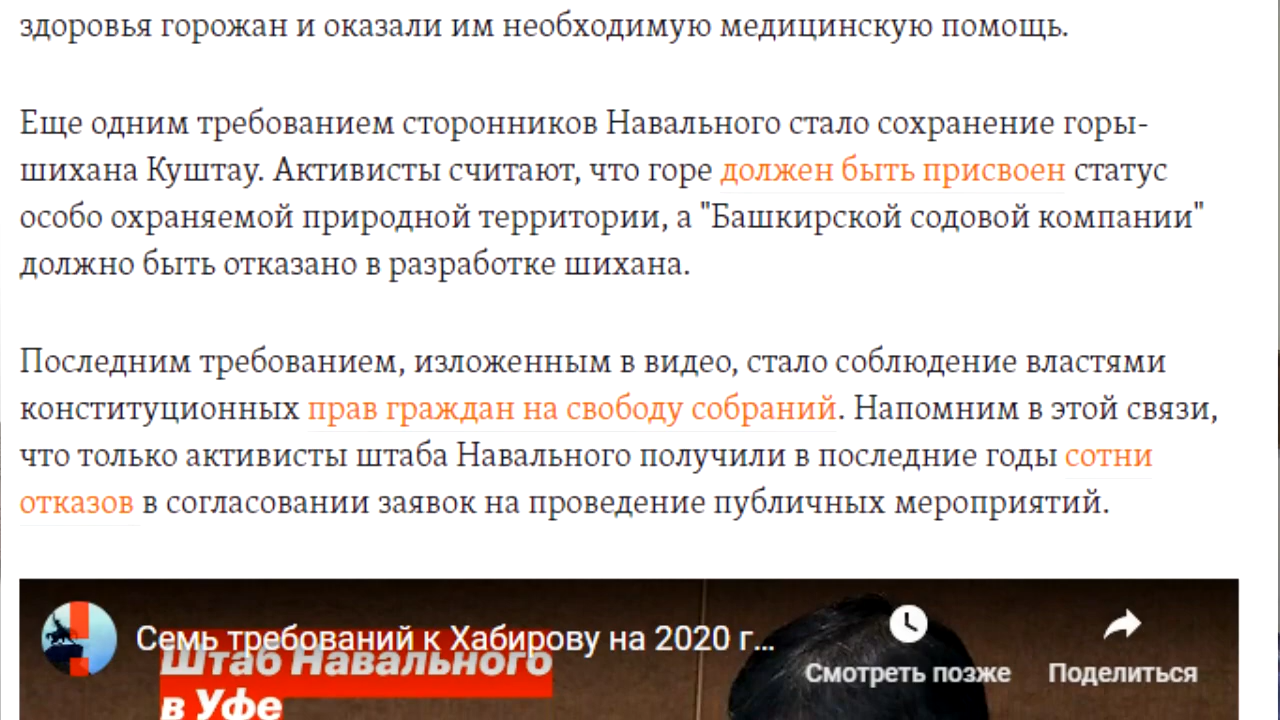 здоровья горожан и оказали им необходимую медицинскую помощь.
Еще одним требованием сторонников Навального стало сохранение горы-
шихана Куштау. Активисты считают, что горе должен быть присвоен статус
особо охраняемой природной территории, а "Башкирской содовой компании"
должно быть отказано в разработке шихана.
Последним требованием, изложенным в видео, стало соблюдение властями
конституционных прав граждан на свободу собраний. Напомним в этой связи,
что только активисты штаба Навального получили в последние годы сотни
отказов в согласовании заявок на проведение публичных мероприятий.
Семь требований к Хабирову на 2020 г...
Смотреть позже
Поделиться
Штаб Навального
в Уфе